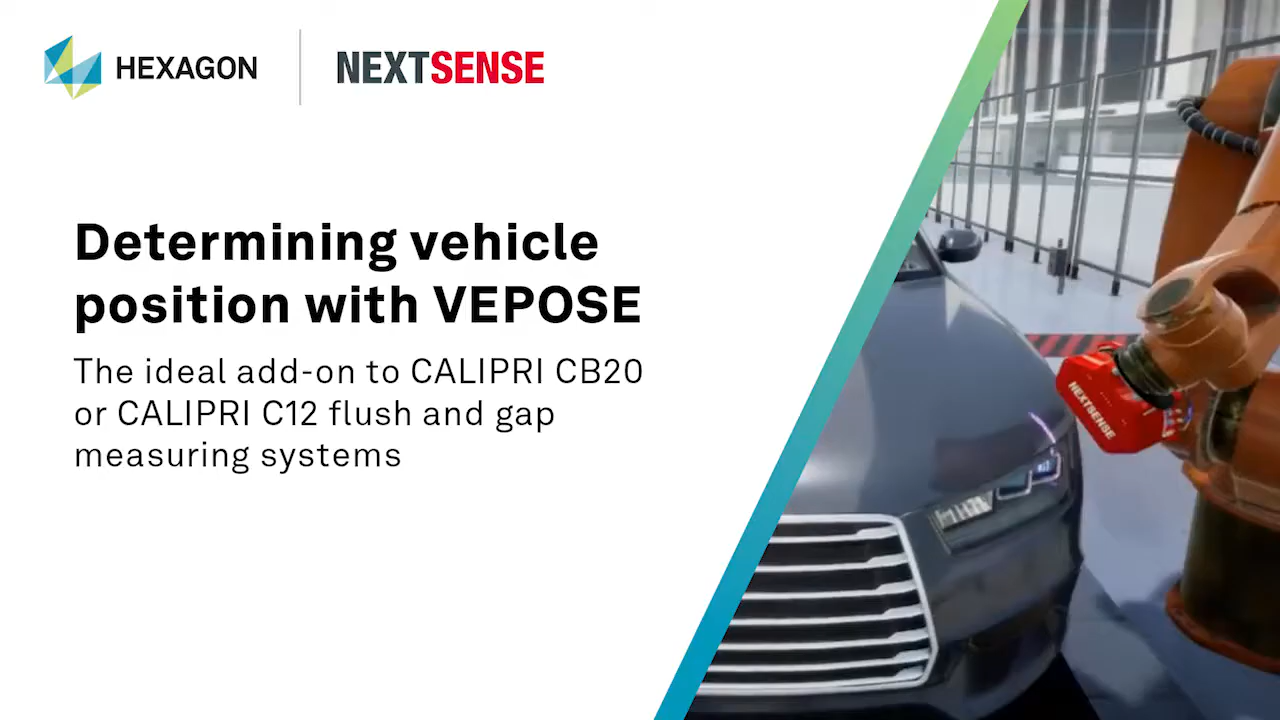 HEXAGON
NEXTSENSE
Determining vehicle
position with VEPOSE
The ideal add-on to CALIPRI CB20
or CALIPRI C12 flush and gap
measuring systems
NEXTSENSE